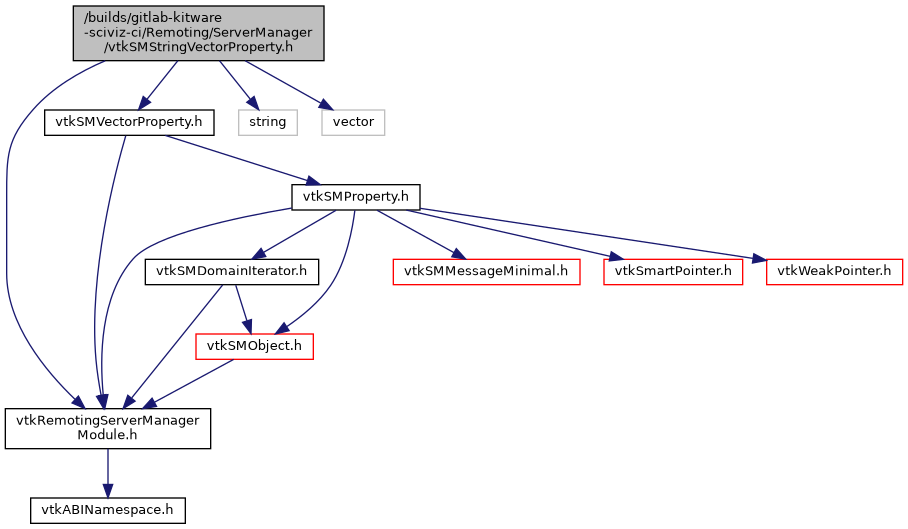 /builds/gitlab-kitware
-sciviz-ci/Remoting/ServerManager
/vtkSMStringVectorProperty.h
vtkSMVectorProperty.h
string
vector
vtkSMProperty.h
vtkSMDomainIterator.h
vtkSMMessageMinimal.h
vtkSmartPointer.h
vtkWeakPointer.h
vtkSMObject.h
vtkRemotingServerManager
Module.h
vtkABINamespace.h